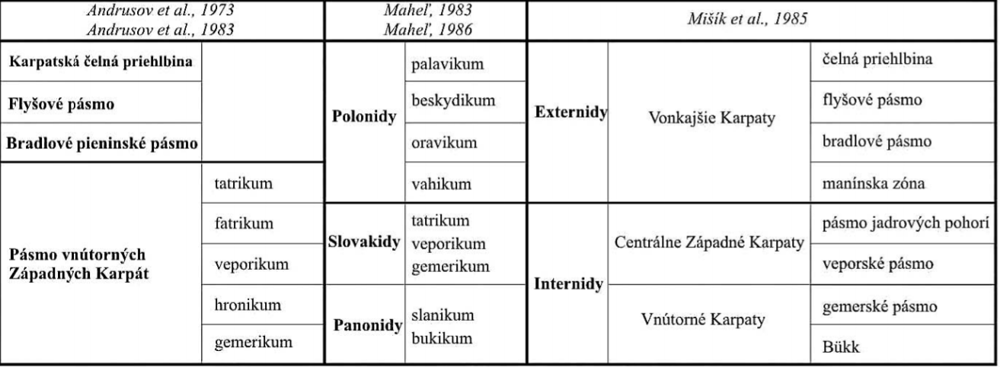 Andrusov et al., 1973
Andrusov et al., 1983
Maheľ, 1983
Maheľ, 1986
Mišík et al., 1985
Karpatská čelná priehlbina
Flyšové pásmo
Bradlové pieninské pásmo
Pásmo vnútorných
Západných Karpát
tatrikum
fatrikum
veporikum
hronikum
gemerikum
Polonidy
palavikum
beskydikum
oravikum
vahikum
Slovakidy
tatrikum
veporikum
gemerikum
Panonidy
slanikum
bukikum
Externidy
Vonkajšie Karpaty
čelná priehlbina
flyšové pásmo
bradlové pásmo
manínska zóna
Internidy
Centrálne Západné Karpaty
pásmo jadrových pohorí
veporské pásmo
Vnútorné Karpaty
gemerské pásmo
Bükk